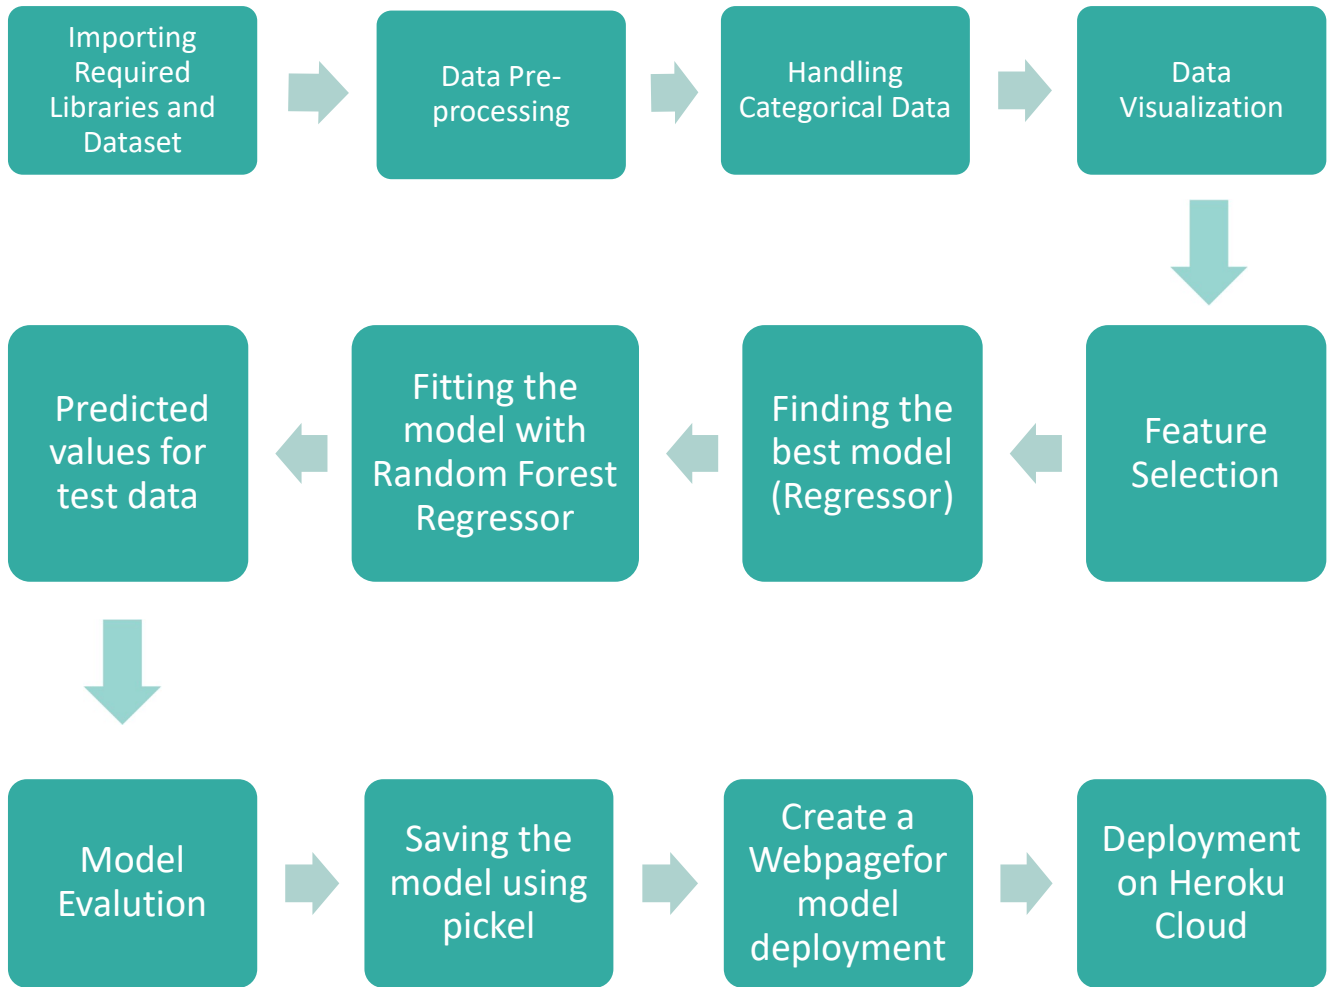 Importing
Required
Libraries and
Dataset
Data Pre-
processing
Handling
Categorical Data
Data
Visualization
Feature
Selection
Finding the
best model
(Regressor)
Fitting the
model with
Random Forest
Regressor
Predicted
values for
test data
Model
Evalution
Saving the
model using
pickel
Create a
Webpagefor
model
deployment
Deployment
on Heroku
Cloud